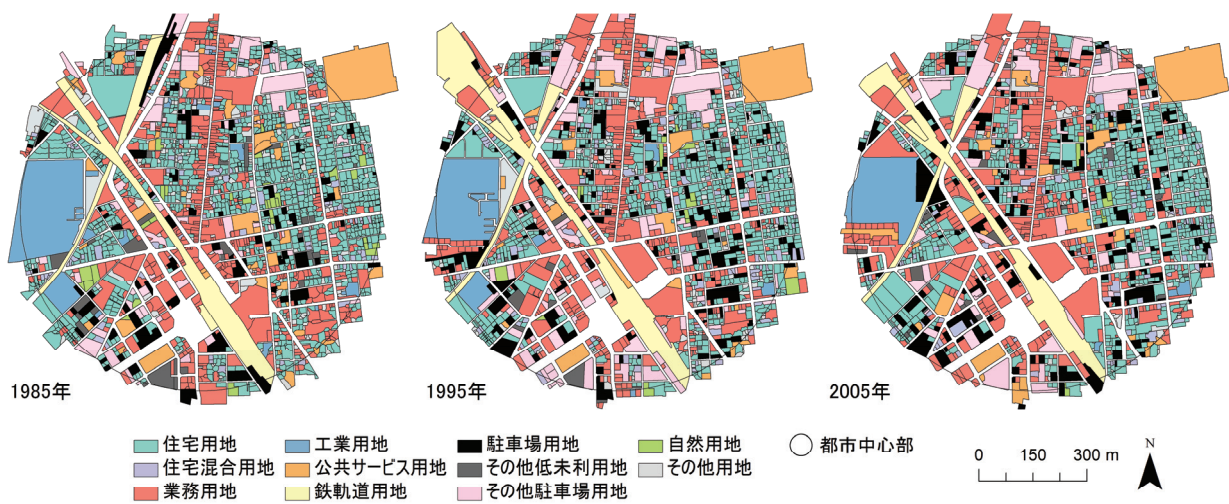 1985年
1995年
2005年
住宅用地
工業用地
駐車場用地
自然用地
都市中心部
住宅混合用地
公共サービス用地
その他低未利用地
その他用地
業務用地
鉄軌道用地
その他駐車場用地
0 150 300 m
N